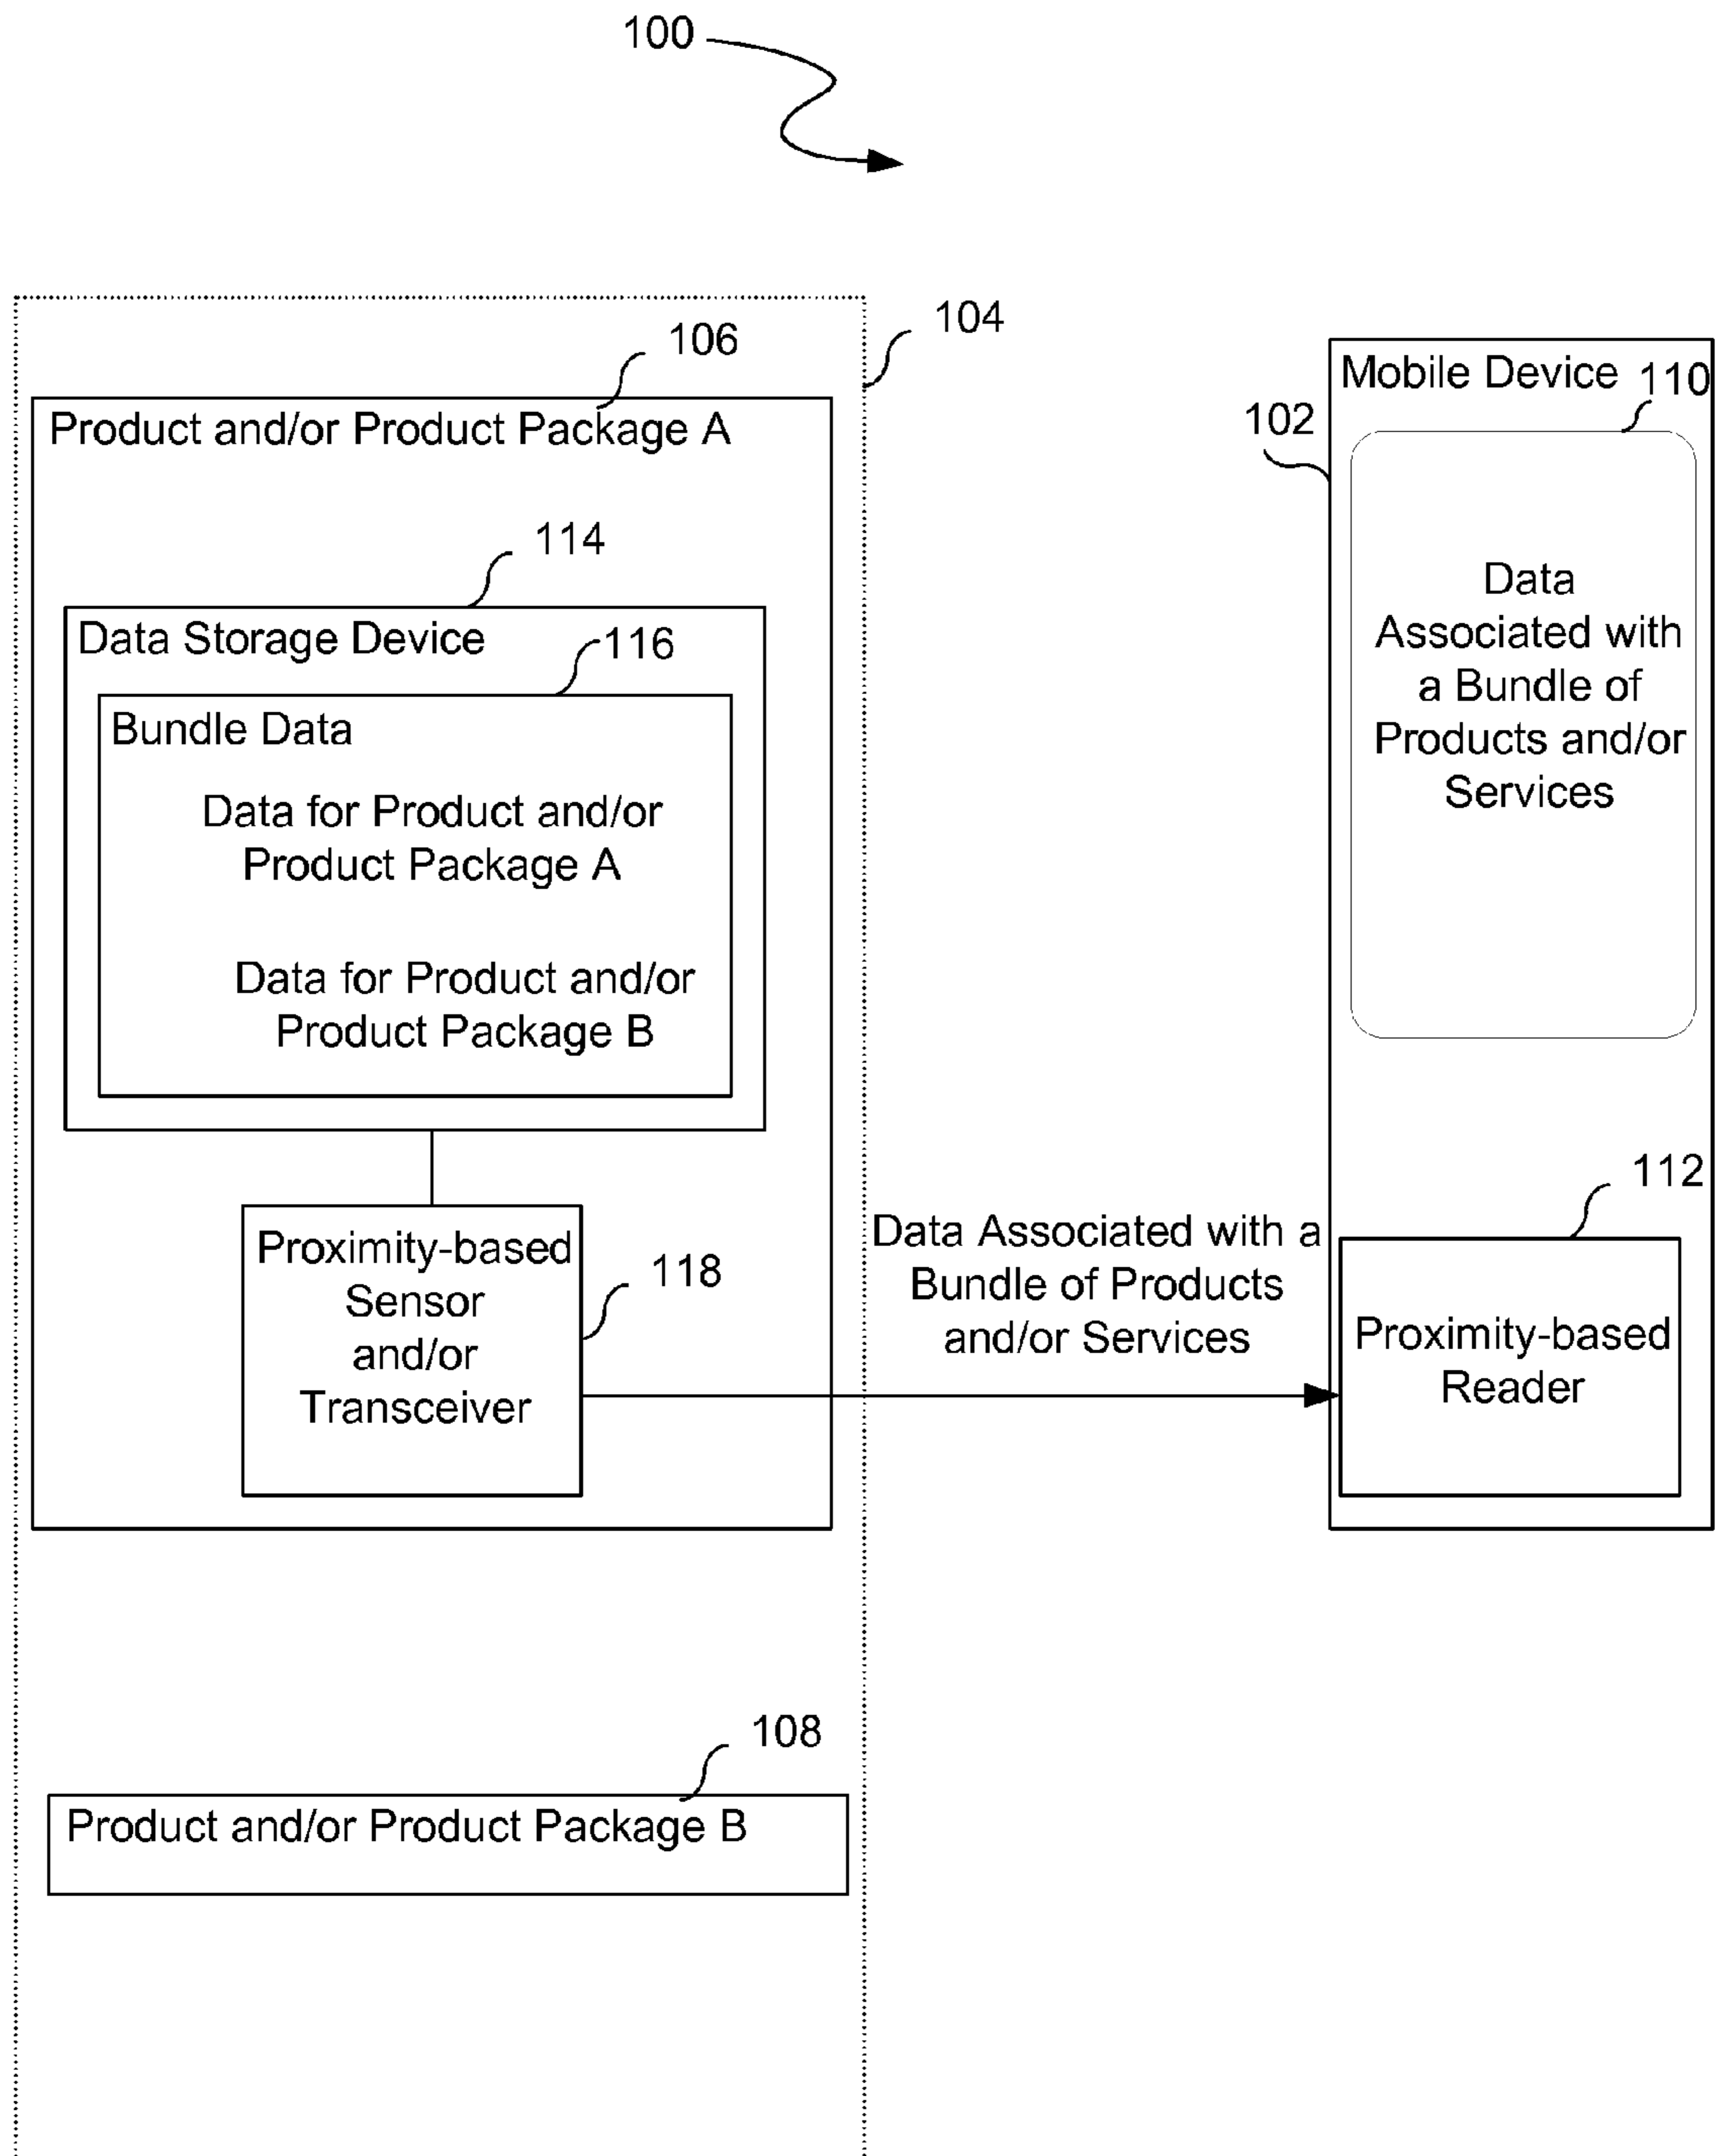 100
104
106
Product and/or Product Package A
114
Data Storage Device
116
Bundle Data
Data for Product and/or
Product Package A
Data for Product and/or
Product Package B
Proximity-based
Sensor
and/or
Transceiver
118
Data Associated with a
Bundle of Products
and/or Services
108
Product and/or Product Package B
102
Mobile Device
110
Data
Associated with
a Bundle of
Products and/or
Services
112
Proximity-based
Reader